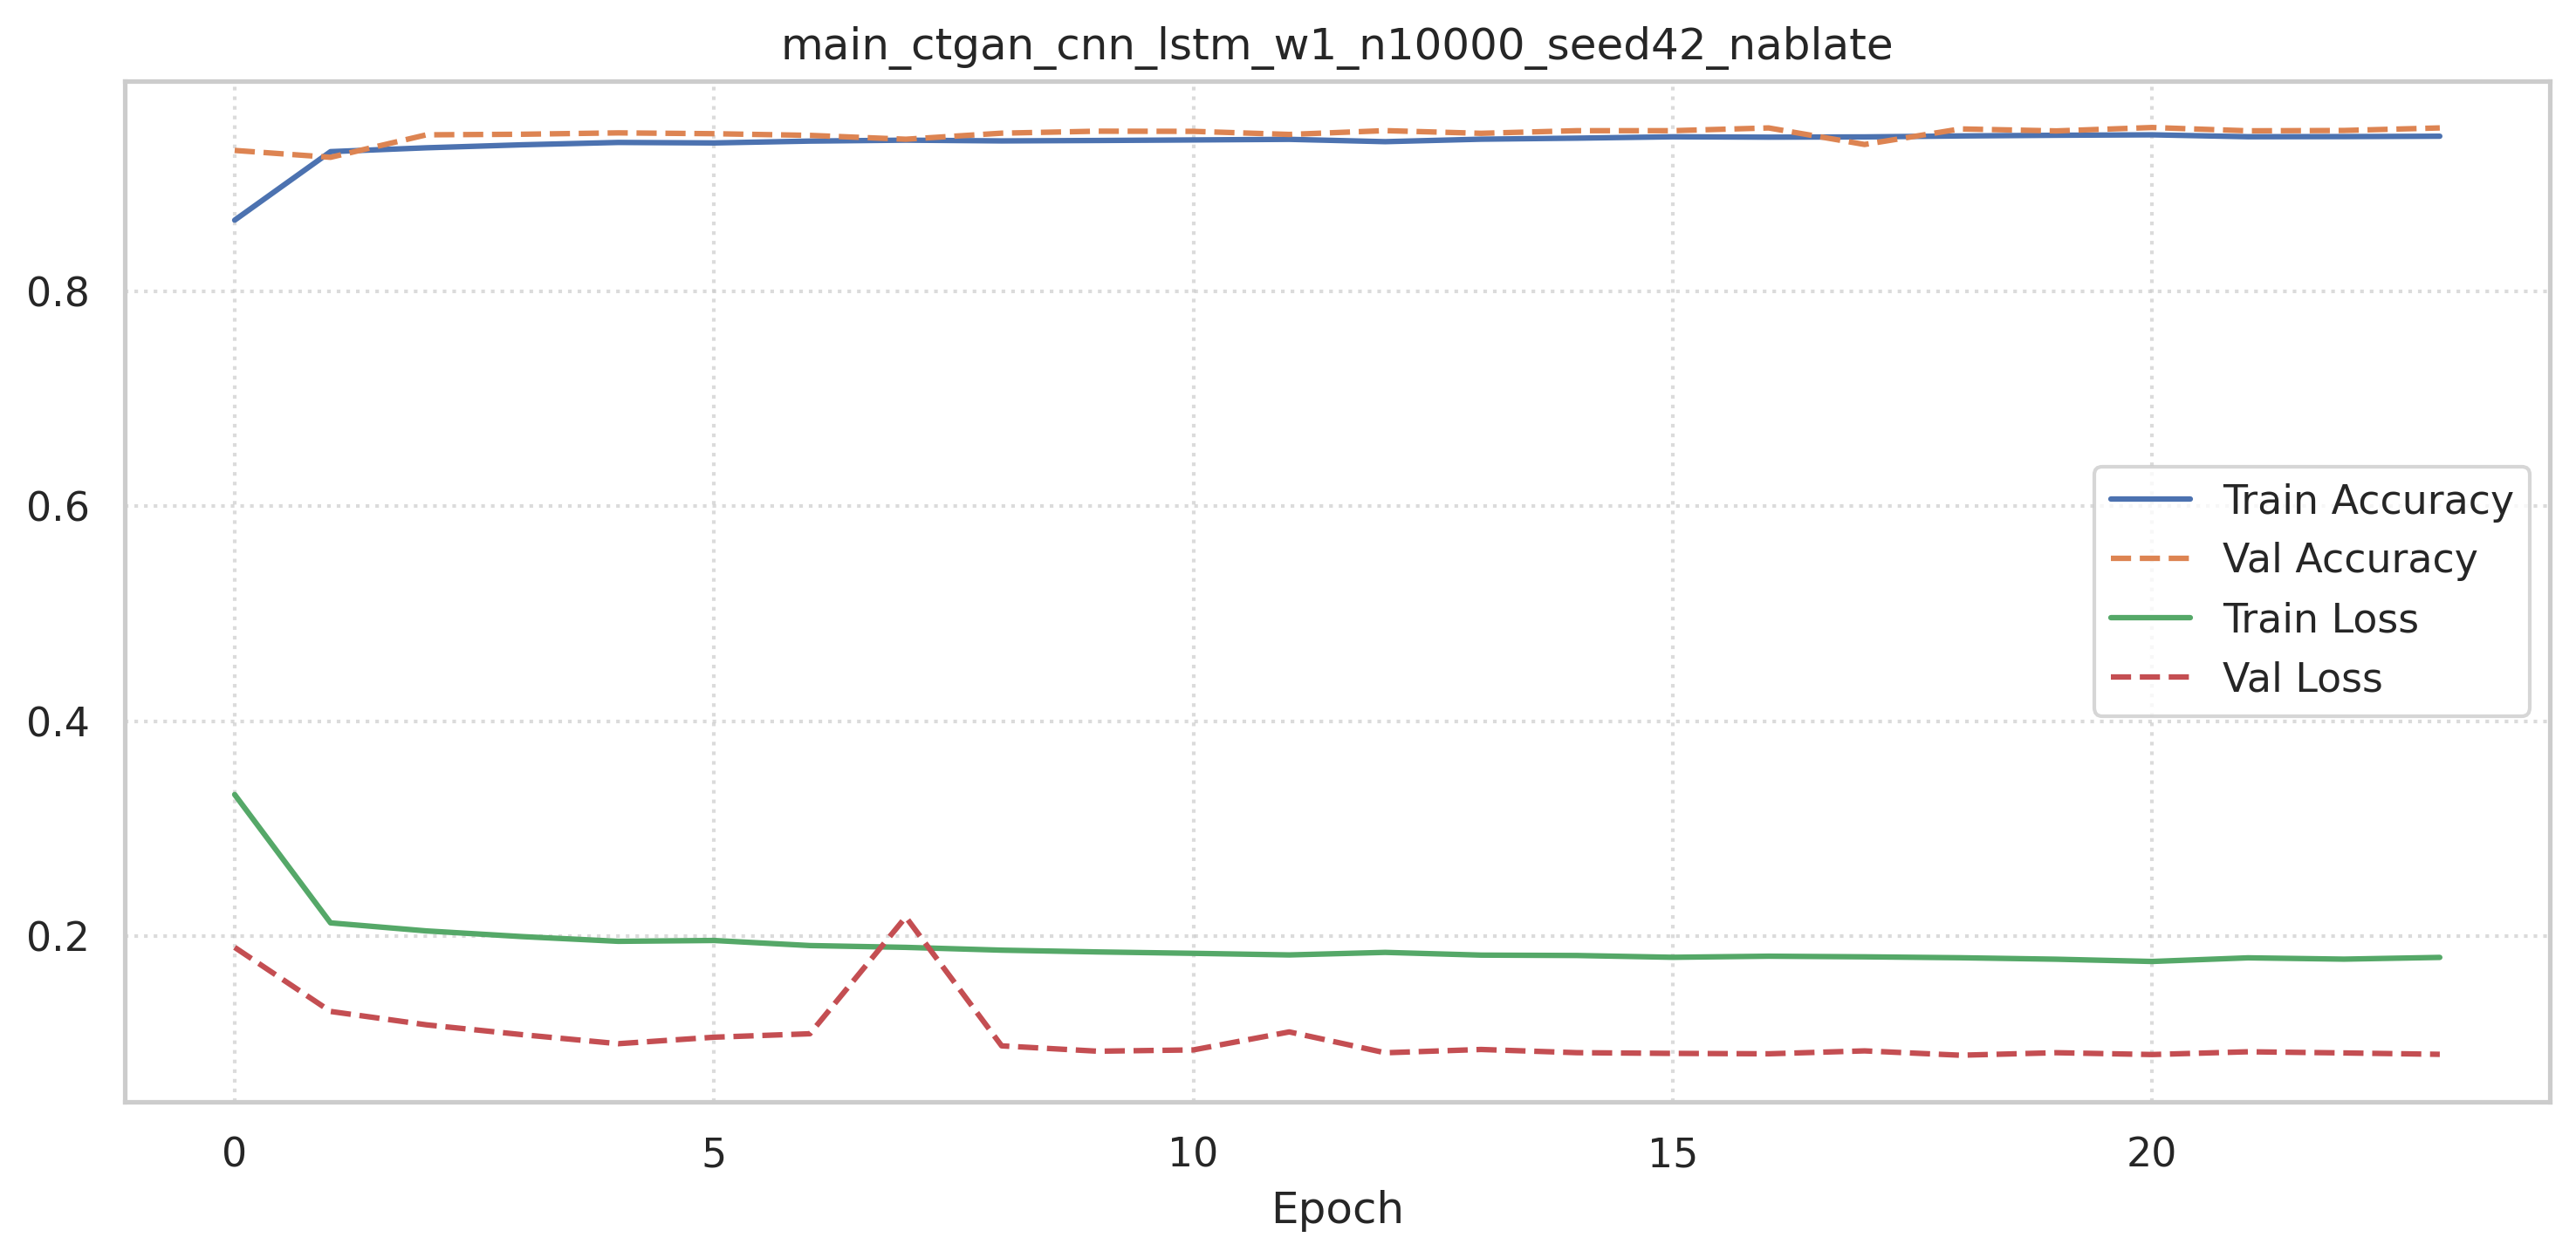 main_ctgan_cnn_lstm_w1_n10000_seed42_nablate
0.8
0.6
0.4
0.2
Train Accuracy
Val Accuracy
Train Loss
Val Loss
0 5 10 15 20
Epoch